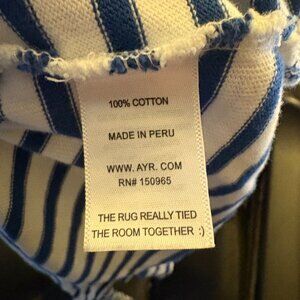 100% COTTON
MADE IN PERU
WWW. AYR. COM
RN# 150965
THE RUG REALLY TIED
THE ROOM TOGETHER :)